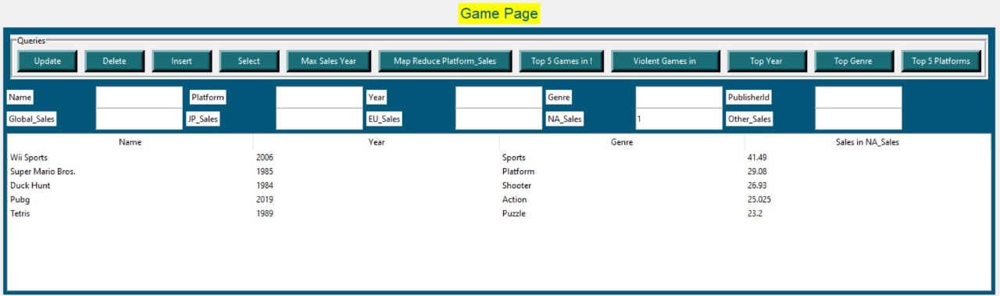 Game Page
Queries
Update Delete Insert Select Max Sales Year Map Reduce Platform_Sales Top 5 Games in ! Violent Games in Top Year Top Genre Top 5 Platforms
Name Platform Year Genre PublisherId
Global_Sales JP_Sales EU_Sales NA_Sales 1 Other_Sales
Name Year Genre Sales in NA_Sales
Wii Sports 2006 Sports 41.49
Super Mario Bros. 1985 Platform 29.08
Duck Hunt 1984 Shooter 26.93
Pubg 2019 Action 25.025
Tetris 1989 Puzzle 23.2